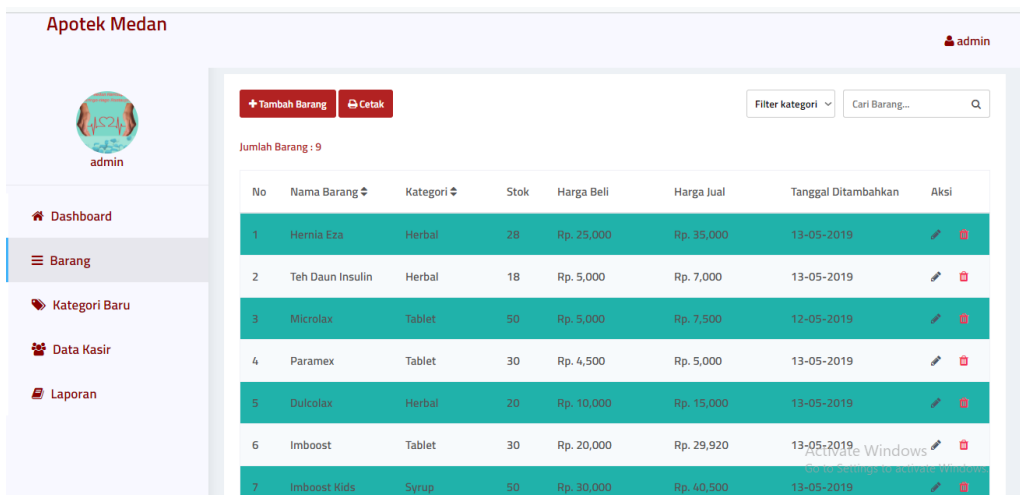 Apotek Medan
admin
admin
Dashboard
Barang
Kategori Baru
Data Kasir
Laporan
Tambah Barang Cetak Filter kategori Cari Barang...
Jumlah Barang : 9
No Nama Barang Kategori Stok Harga Beli Harga Jual Tanggal Ditambahkan Aksi
1 Hernia Eza Herbal 28 Rp. 25,000 Rp. 35,000 13-05-2019
2 Teh Daun Insulin Herbal 18 Rp. 5,000 Rp. 7,000 13-05-2019
3 Microlax Tablet 50 Rp. 5,000 Rp. 7,500 12-05-2019
4 Paramex Tablet 30 Rp. 4,500 Rp. 5,000 13-05-2019
5 Dulcolax Herbal 20 Rp. 10,000 Rp. 15,000 13-05-2019
6 Imboost Tablet 30 Rp. 20,000 Rp. 29,920 13-05-2019
Activate Windows
Go to Settings to activate Windows.
7 Imboost Kids Syrup 50 Rp. 30,000 Rp. 40,500 13-05-2019